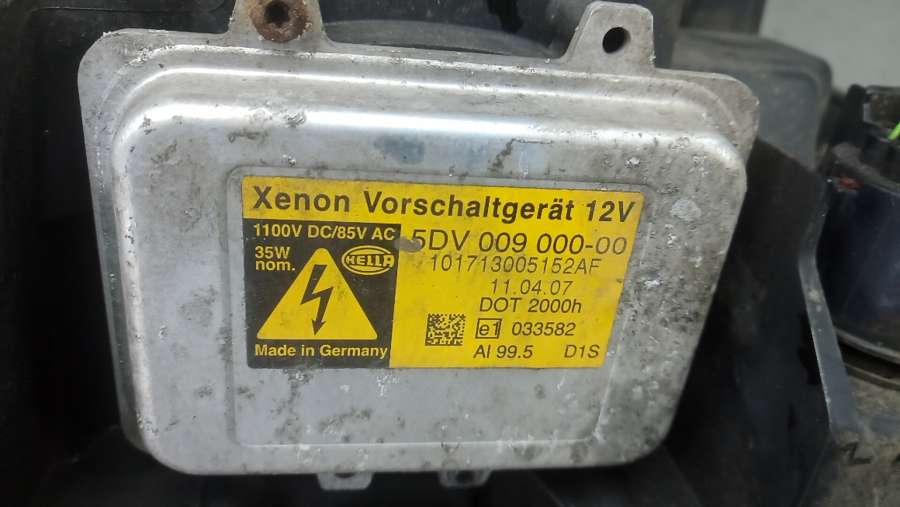 Xenon Vorschaltgerät 12V
1100V DC/85V AC
35W
nom.
HELLA
Made in Germany
5DV 009 000-00
101713005152AF
11.04.07
DOT 2000h
e1 033582
Al 99.5 D1S